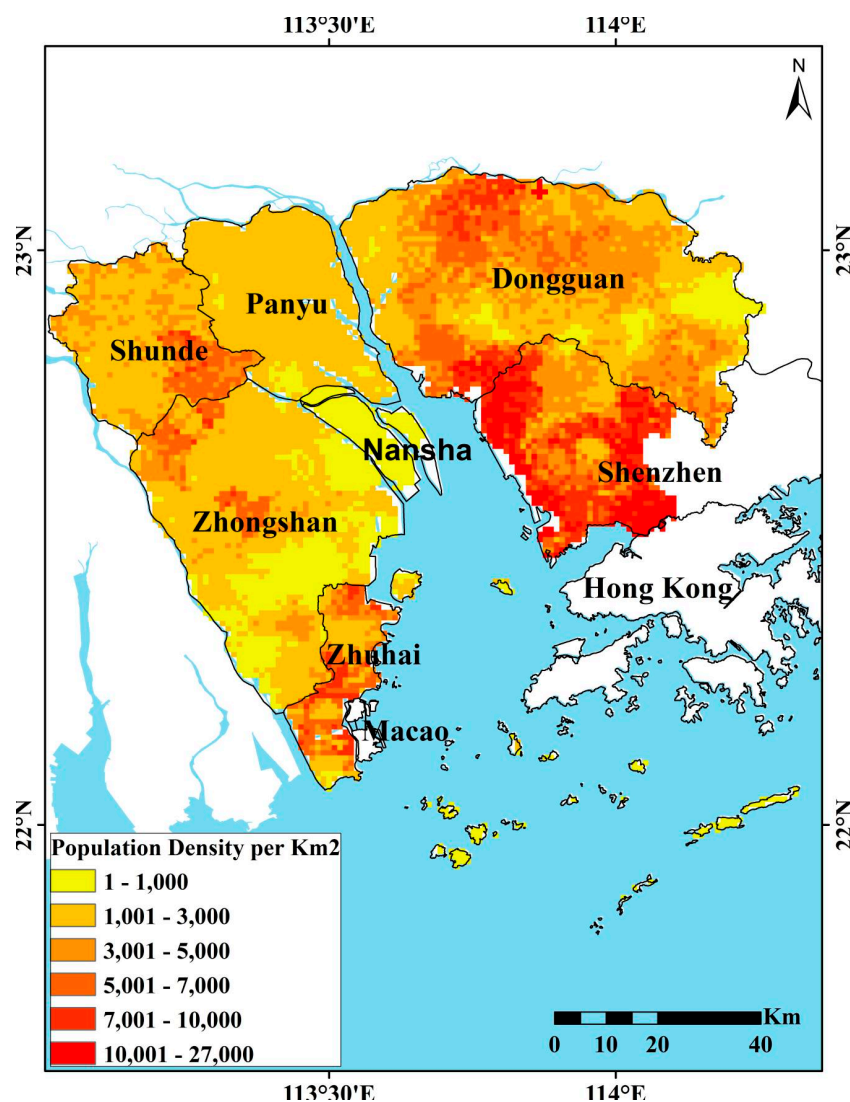 113°30'E 114°E
N
23°N 23°N
Dongguan
Panyu
Shunde
Nansha
Shenzhen
Zhongshan
Hong Kong
Zhuhai
Macao
22°N 22°N
Population Density per Km2
1 - 1,000
1,001 - 3,000
3,001 - 5,000
5,001 - 7,000
7,001 - 10,000
10,001 - 27,000
Km
0 10 20 40
113°30'E 114°E